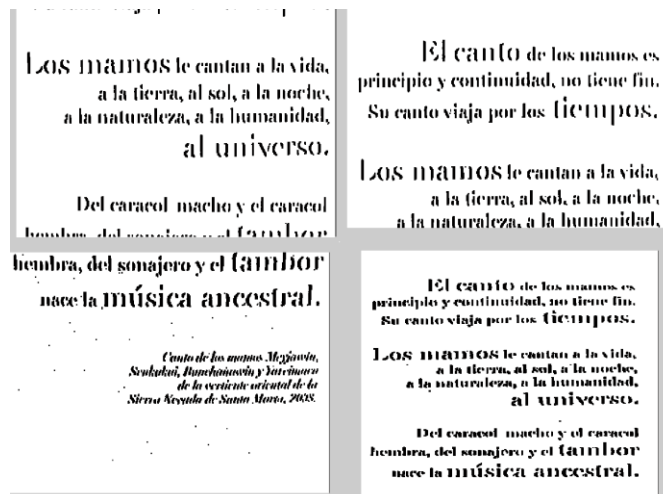 Los mamos le cantan a la vida,
a la tierra, al sol, a la noche,
a la naturaleza, a la humanidad,
al universo.
Del caracol macho y el caracol
hembra, del sonajero y el tambor
El canto de los mamos es
principio y continuidad, no tiene fin.
Su canto viaja por los tiempos.
Los mamos le cantan a la vida,
a la tierra, al sol, a la noche,
a la naturaleza, a la humanidad,
hembra, del sonajero y el tambor
nace la música ancestral.
Canto de los mamos
y
de la vertiente oriental de la
Sierra Nevada de Santa Marta, 2008.
El canto de los mamos es
principio y continuidad, no tiene fin.
Su canto viaja por los tiempos.
Los mamos le cantan a la vida,
a la tierra, al sol, a la noche,
a la naturaleza, a la humanidad,
al universo.
Del caracol macho y el caracol
hembra, del sonajero y el tambor
nace la música ancestral.